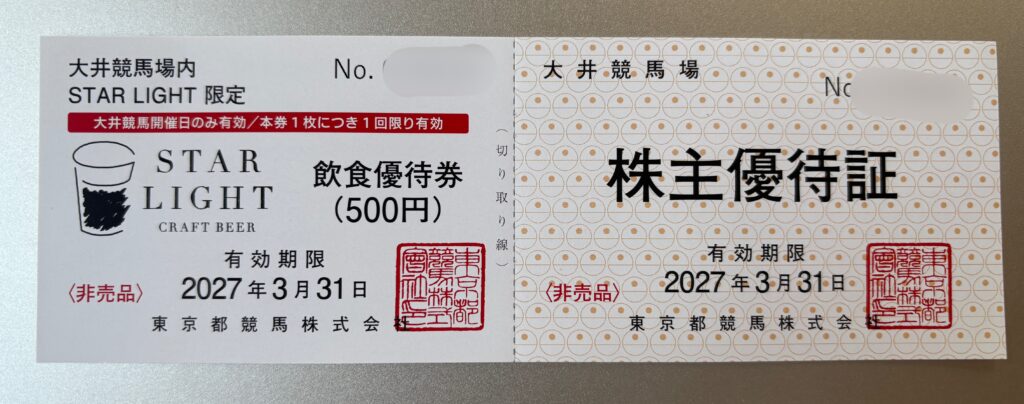 大井競馬場内
STAR LIGHT 限定
No.
大井競馬開催日のみ有効／本券1枚につき1回限り有効
STAR
LIGHT
CRAFT BEER
飲食優待券
（500円）
有効期限
〈非売品〉
2027年3月31日
東京都競馬株式会社
（切り取り線）
大井競馬場
No
株主優待証
有効期限
〈非売品〉
2027年3月31日
東京都競馬株式会社